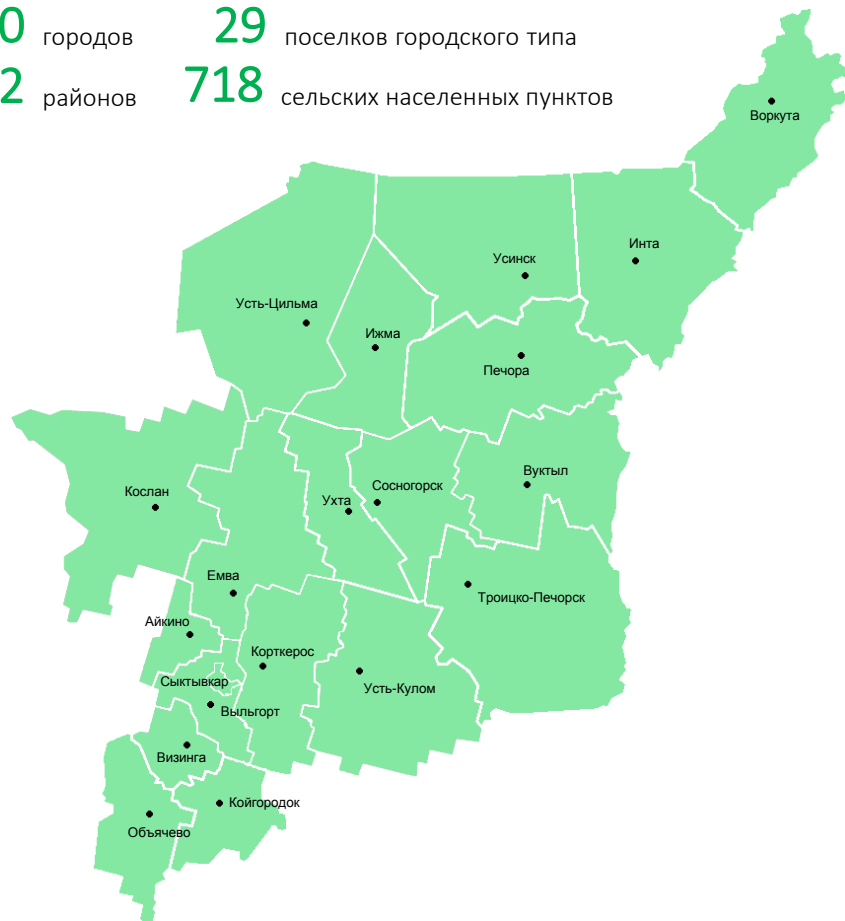 0 городов 29 поселков городского типа
2 районов 718 сельских населенных пунктов
Воркута
Инта
Усинск
Усть-Цильма
Ижма
Печора
Вуктыл
Сосногорск
Кослан
Ухта
Емва
Троицко-Печорск
Айкино
Корткерос
Сыктывкар
Усть-Кулом
Выльгорт
Визинга
Койгородок
Объячево